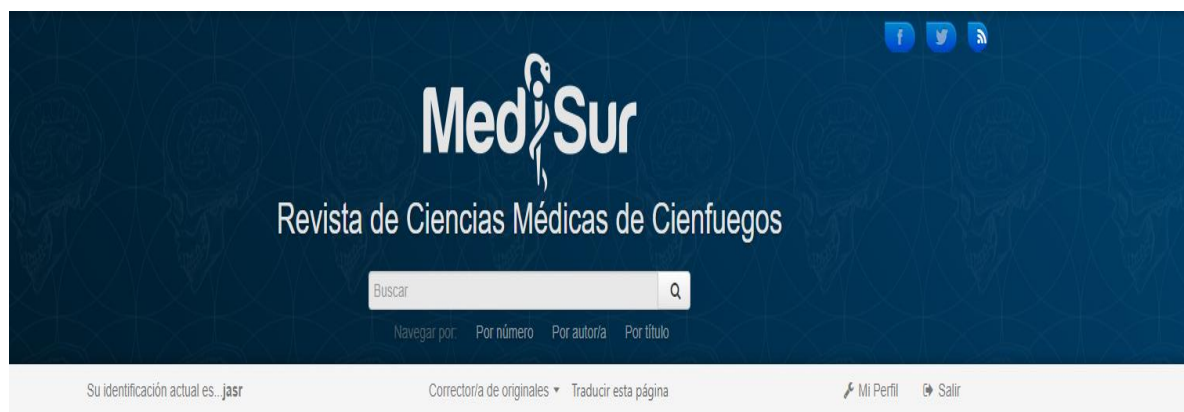 MediSur
Revista de Ciencias Médicas de Cienfuegos
Buscar
Navegar por: Por número Por autor/a Por título
Su identificación actual es...jasr Corrector/a de originales Traducir esta página Mi Perfil Salir